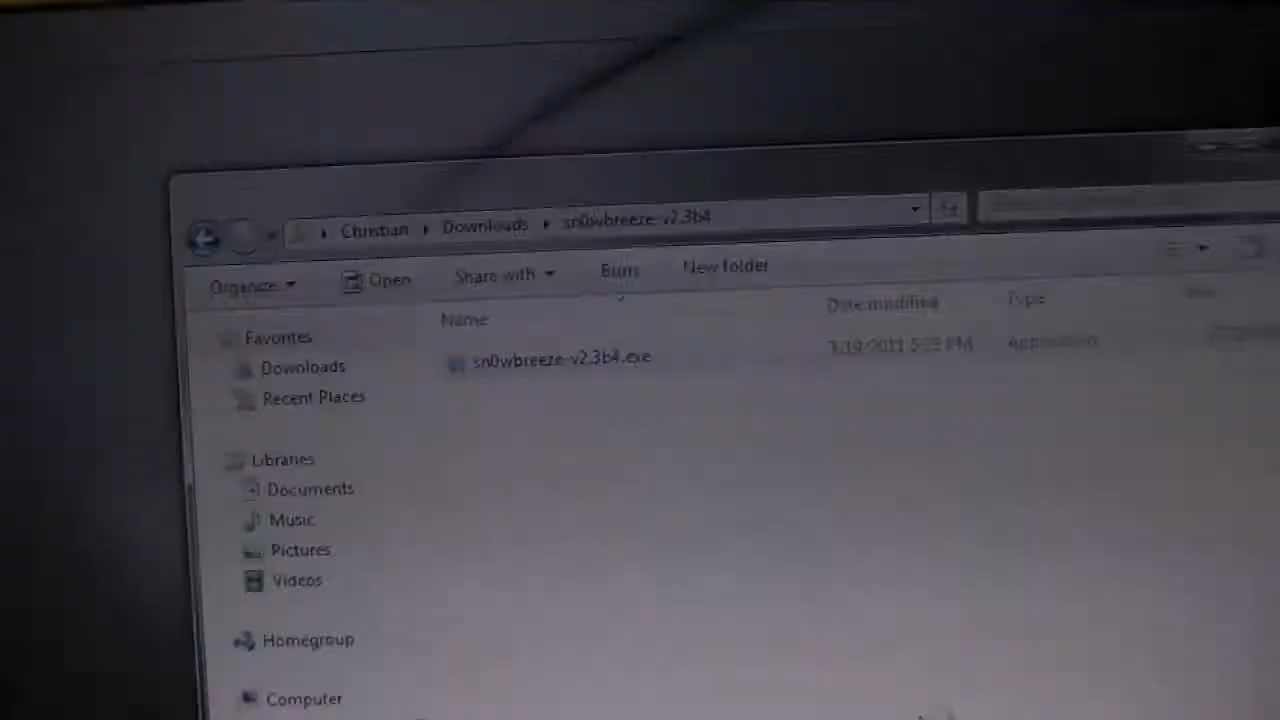 Christian Downloads sn0wbreeze-v2.3b4
Organize Open Share with Burn New folder
Name Date modified Type
Favorites
sn0wbreeze-v2.3b4.exe PM Application
Downloads
Recent Places
Libraries
Documents
Music
Pictures
Videos
Homegroup
Computer